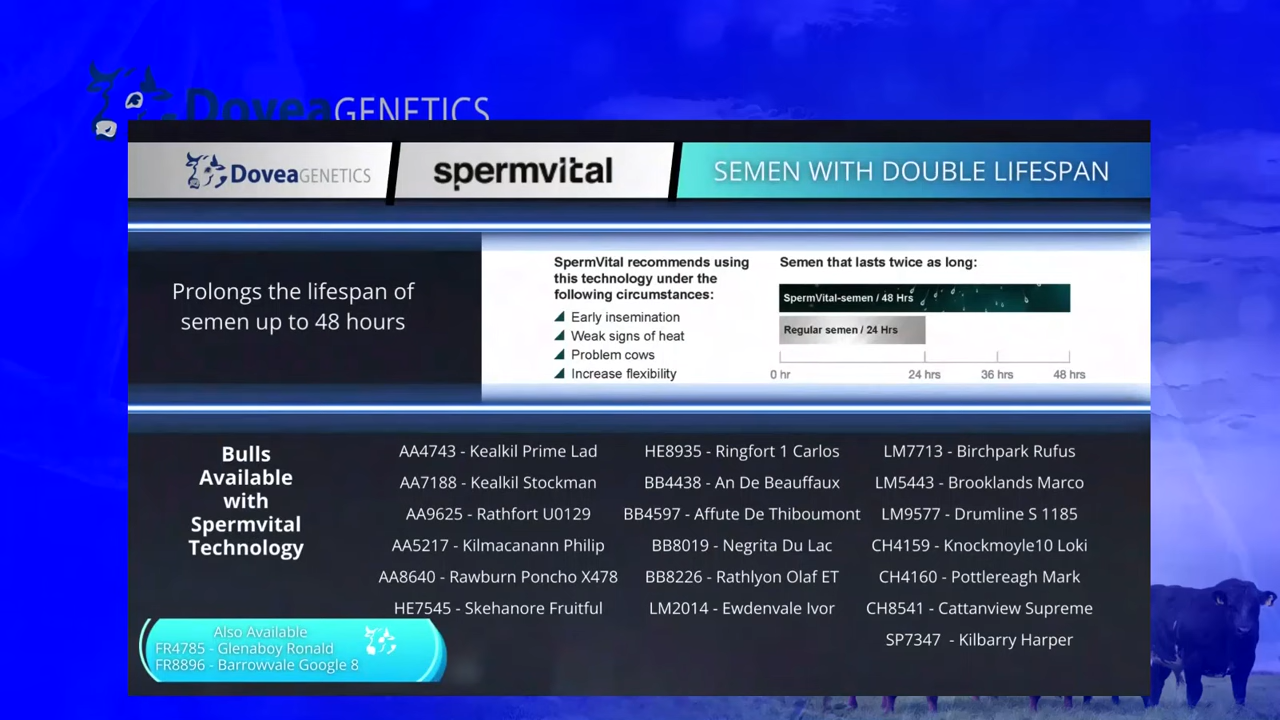 DoveaGENETICS
DoveaGENETICS
spermvital
SEMEN WITH DOUBLE LIFESPAN
Prolongs the lifespan of
semen up to 48 hours
SpermVital recommends using
this technology under the
following circumstances:
Early insemination
Weak signs of heat
Problem cows
Increase flexibility
Semen that lasts twice as long:
SpermVital-semen / 48 Hrs
Regular semen / 24 Hrs
0 hr 24 hrs 36 hrs 48 hrs
Bulls
Available
with
Spermvital
Technology
AA4743 - Kealkil Prime Lad
AA7188 - Kealkil Stockman
AA9625 - Rathfort U0129
AA5217 - Kilmacanann Philip
AA8640 - Rawburn Poncho X478
HE7545 - Skehanore Fruitful
HE8935 - Ringfort 1 Carlos
BB4438 - An De Beauffaux
BB4597 - Affute De Thiboumont
BB8019 - Negrita Du Lac
BB8226 - Rathlyon Olaf ET
LM2014 - Ewdenvale Ivor
LM7713 - Birchpark Rufus
LM5443 - Brooklands Marco
LM9577 - Drumline S 1185
CH4159 - Knockmoyle10 Loki
CH4160 - Pottlereagh Mark
CH8541 - Cattanview Supreme
SP7347 - Kilbarry Harper
Also Available
FR4785 - Glenaboy Ronald
FR8896 - Barrowvale Google 8